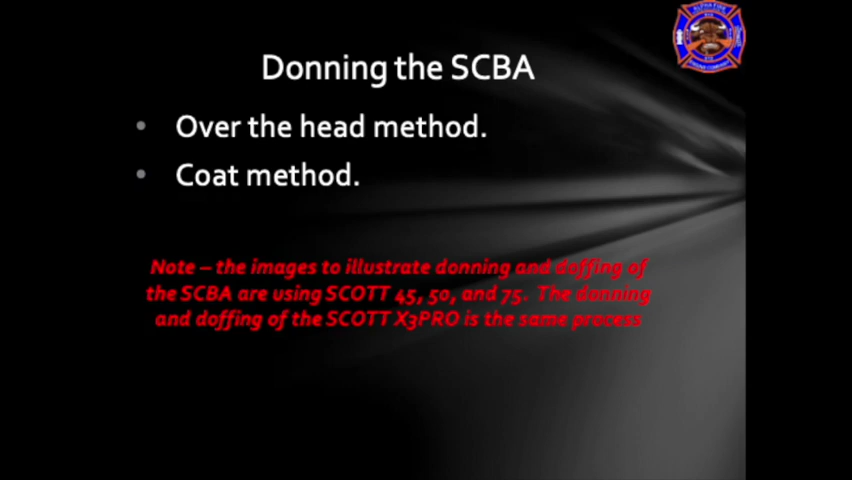 Donning the SCBA
• Over the head method.
• Coat method.
Note – the images to illustrate donning and doffing of
the SCBA are using SCOTT 45, 50, and 75. The donning
and doffing of the SCOTT X3PRO is the same process
ALPHA FIRE